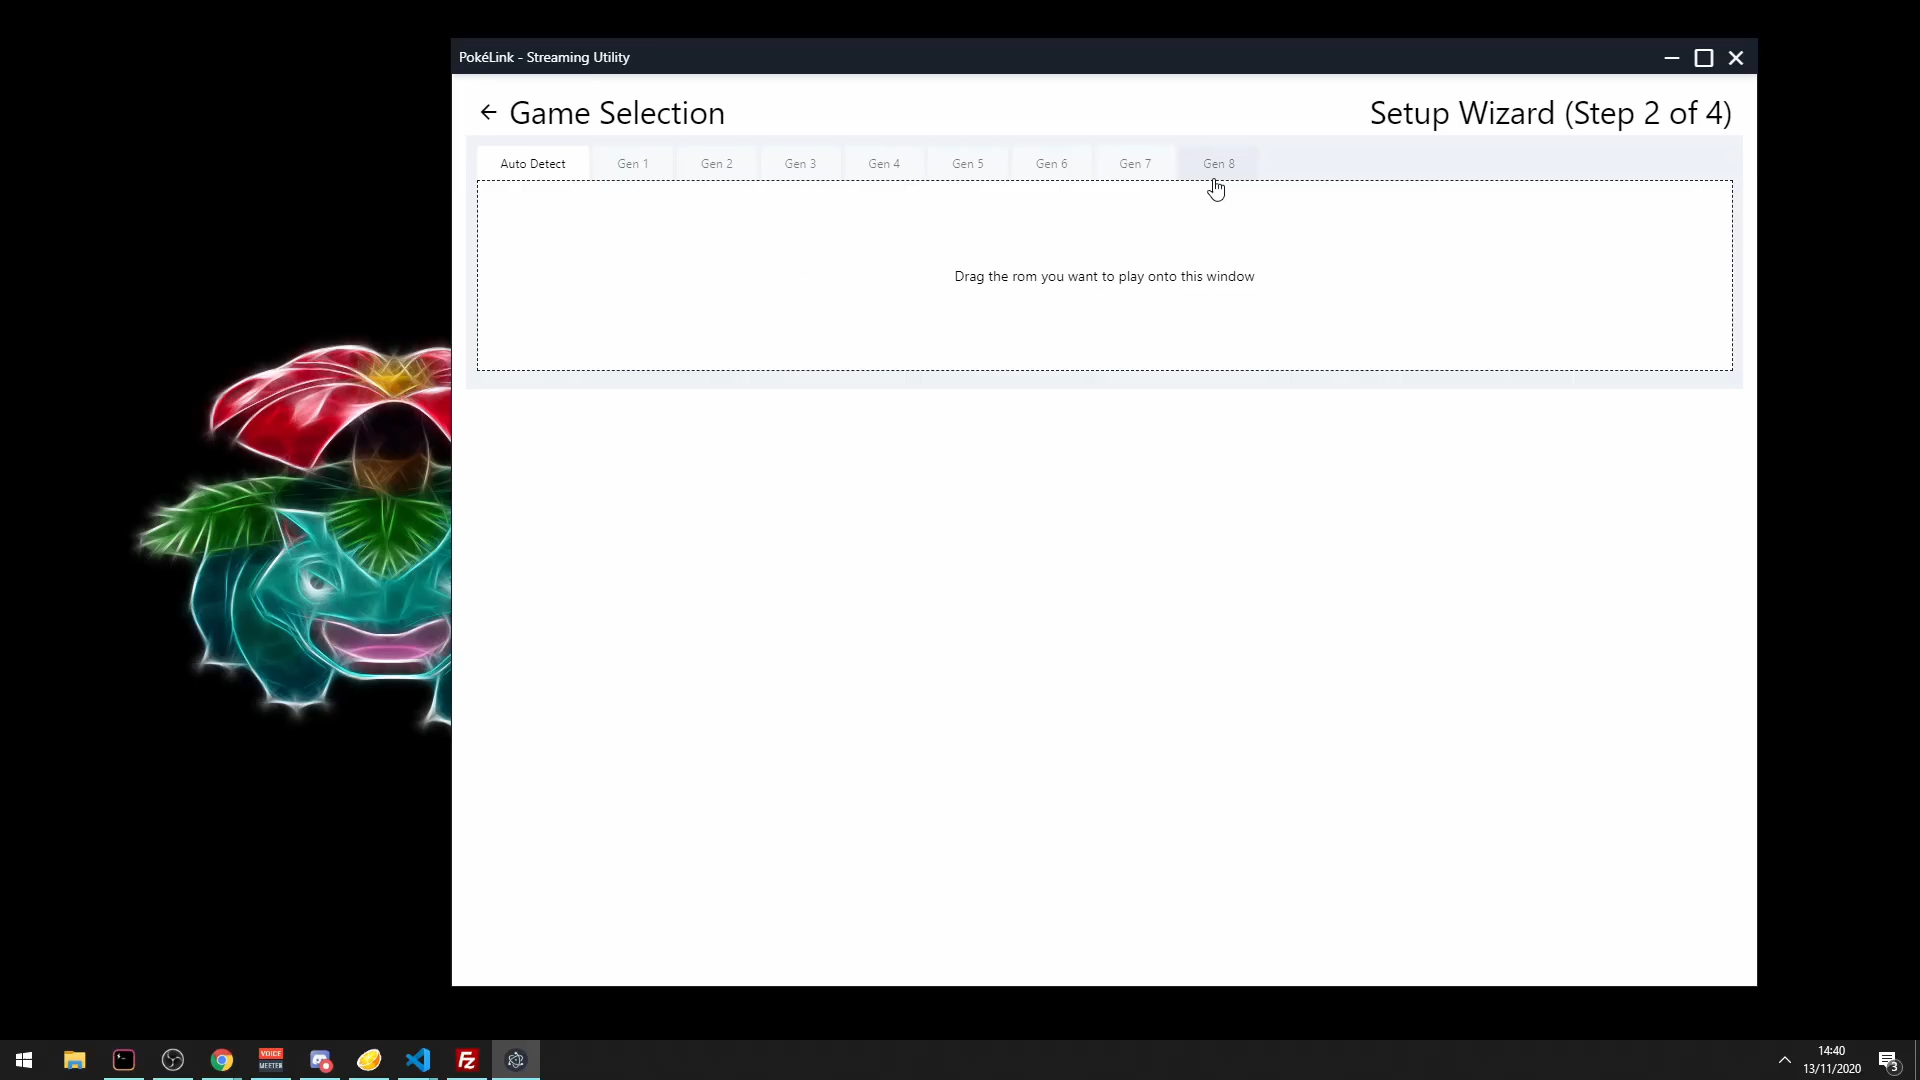 PokéLink - Streaming Utility
← Game Selection
Setup Wizard (Step 2 of 4)
Auto Detect Gen 1 Gen 2 Gen 3 Gen 4 Gen 5 Gen 6 Gen 7 Gen 8
Drag the rom you want to play onto this window
VOICE
MEETER
Fz
14:40
13/11/2020
3